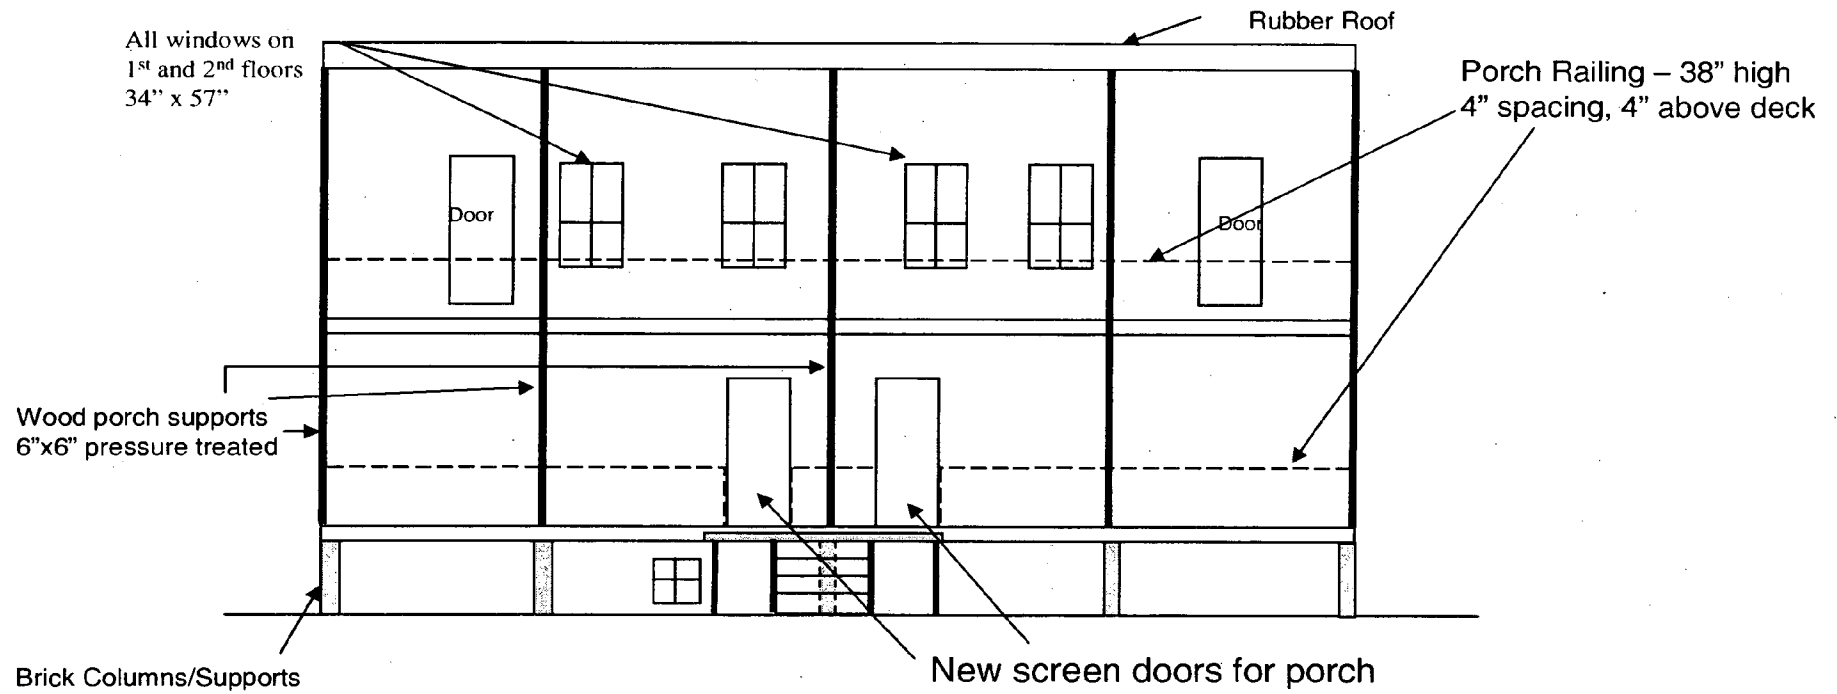 Rubber Roof
All windows on
1st and 2nd floors
34” x 57”
Porch Railing – 38” high
4” spacing, 4” above deck
Door
Door
Wood porch supports
6”x6” pressure treated
New screen doors for porch
Brick Columns/Supports